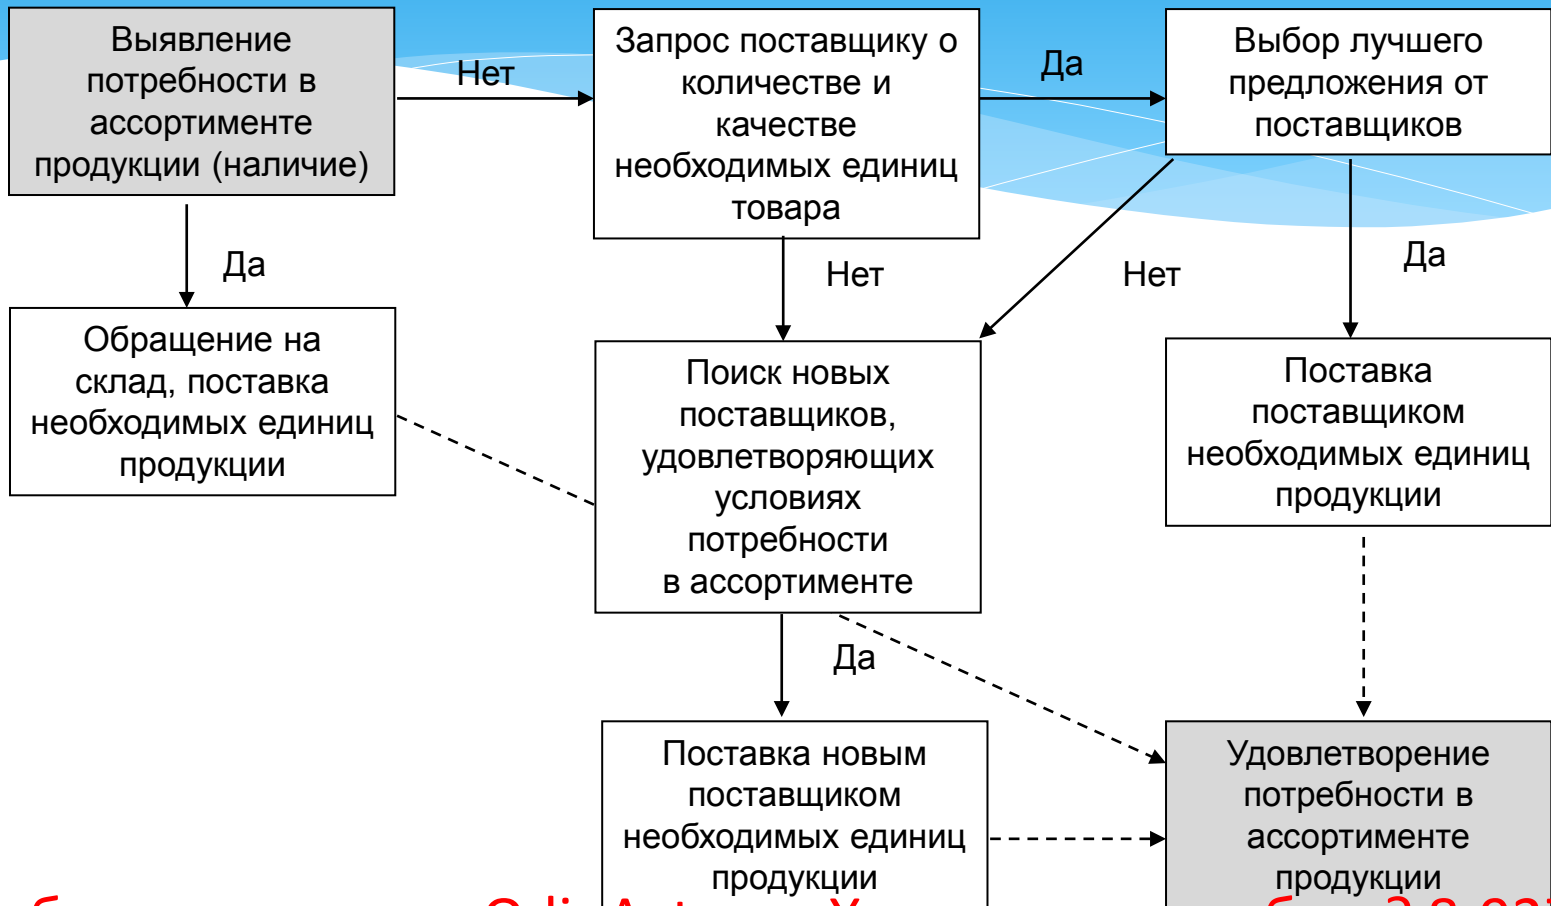 Выявление
потребности в
ассортименте
продукции (наличие)
Нет
Запрос поставщику о
количестве и
качестве
необходимых единиц
товара
Да
Выбор лучшего
предложения от
поставщиков
Да
Нет
Нет
Да
Обращение на
склад, поставка
необходимых единиц
продукции
Поиск новых
поставщиков,
удовлетворяющих
условиях
потребности
в ассортименте
Поставка
поставщиком
необходимых единиц
продукции
Да
Поставка новым
поставщиком
необходимых единиц
продукции
Удовлетворение
потребности в
ассортименте
продукции